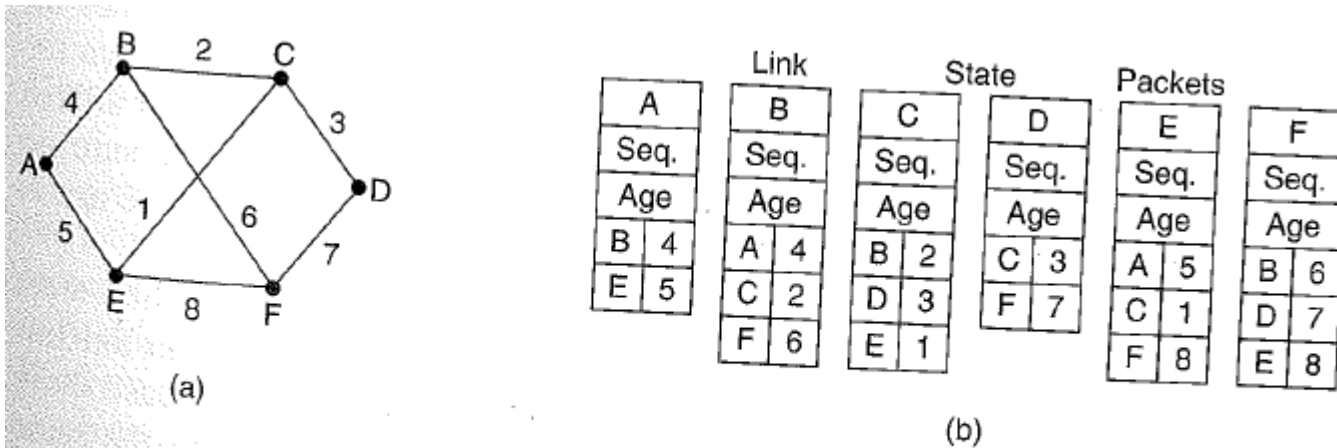 B 2 C
4 3
A D
5 1 6 7
E 8 F
(a)
Link State Packets
A B C D E F
Seq. Seq. Seq. Seq. Seq. Seq.
Age Age Age Age Age Age
B 4 A 4 B 2 C 3 A 5 B 6
E 5 C 2 D 3 F 7 C 1 D 7
F 6 E 1 F 8 E 8
(b)